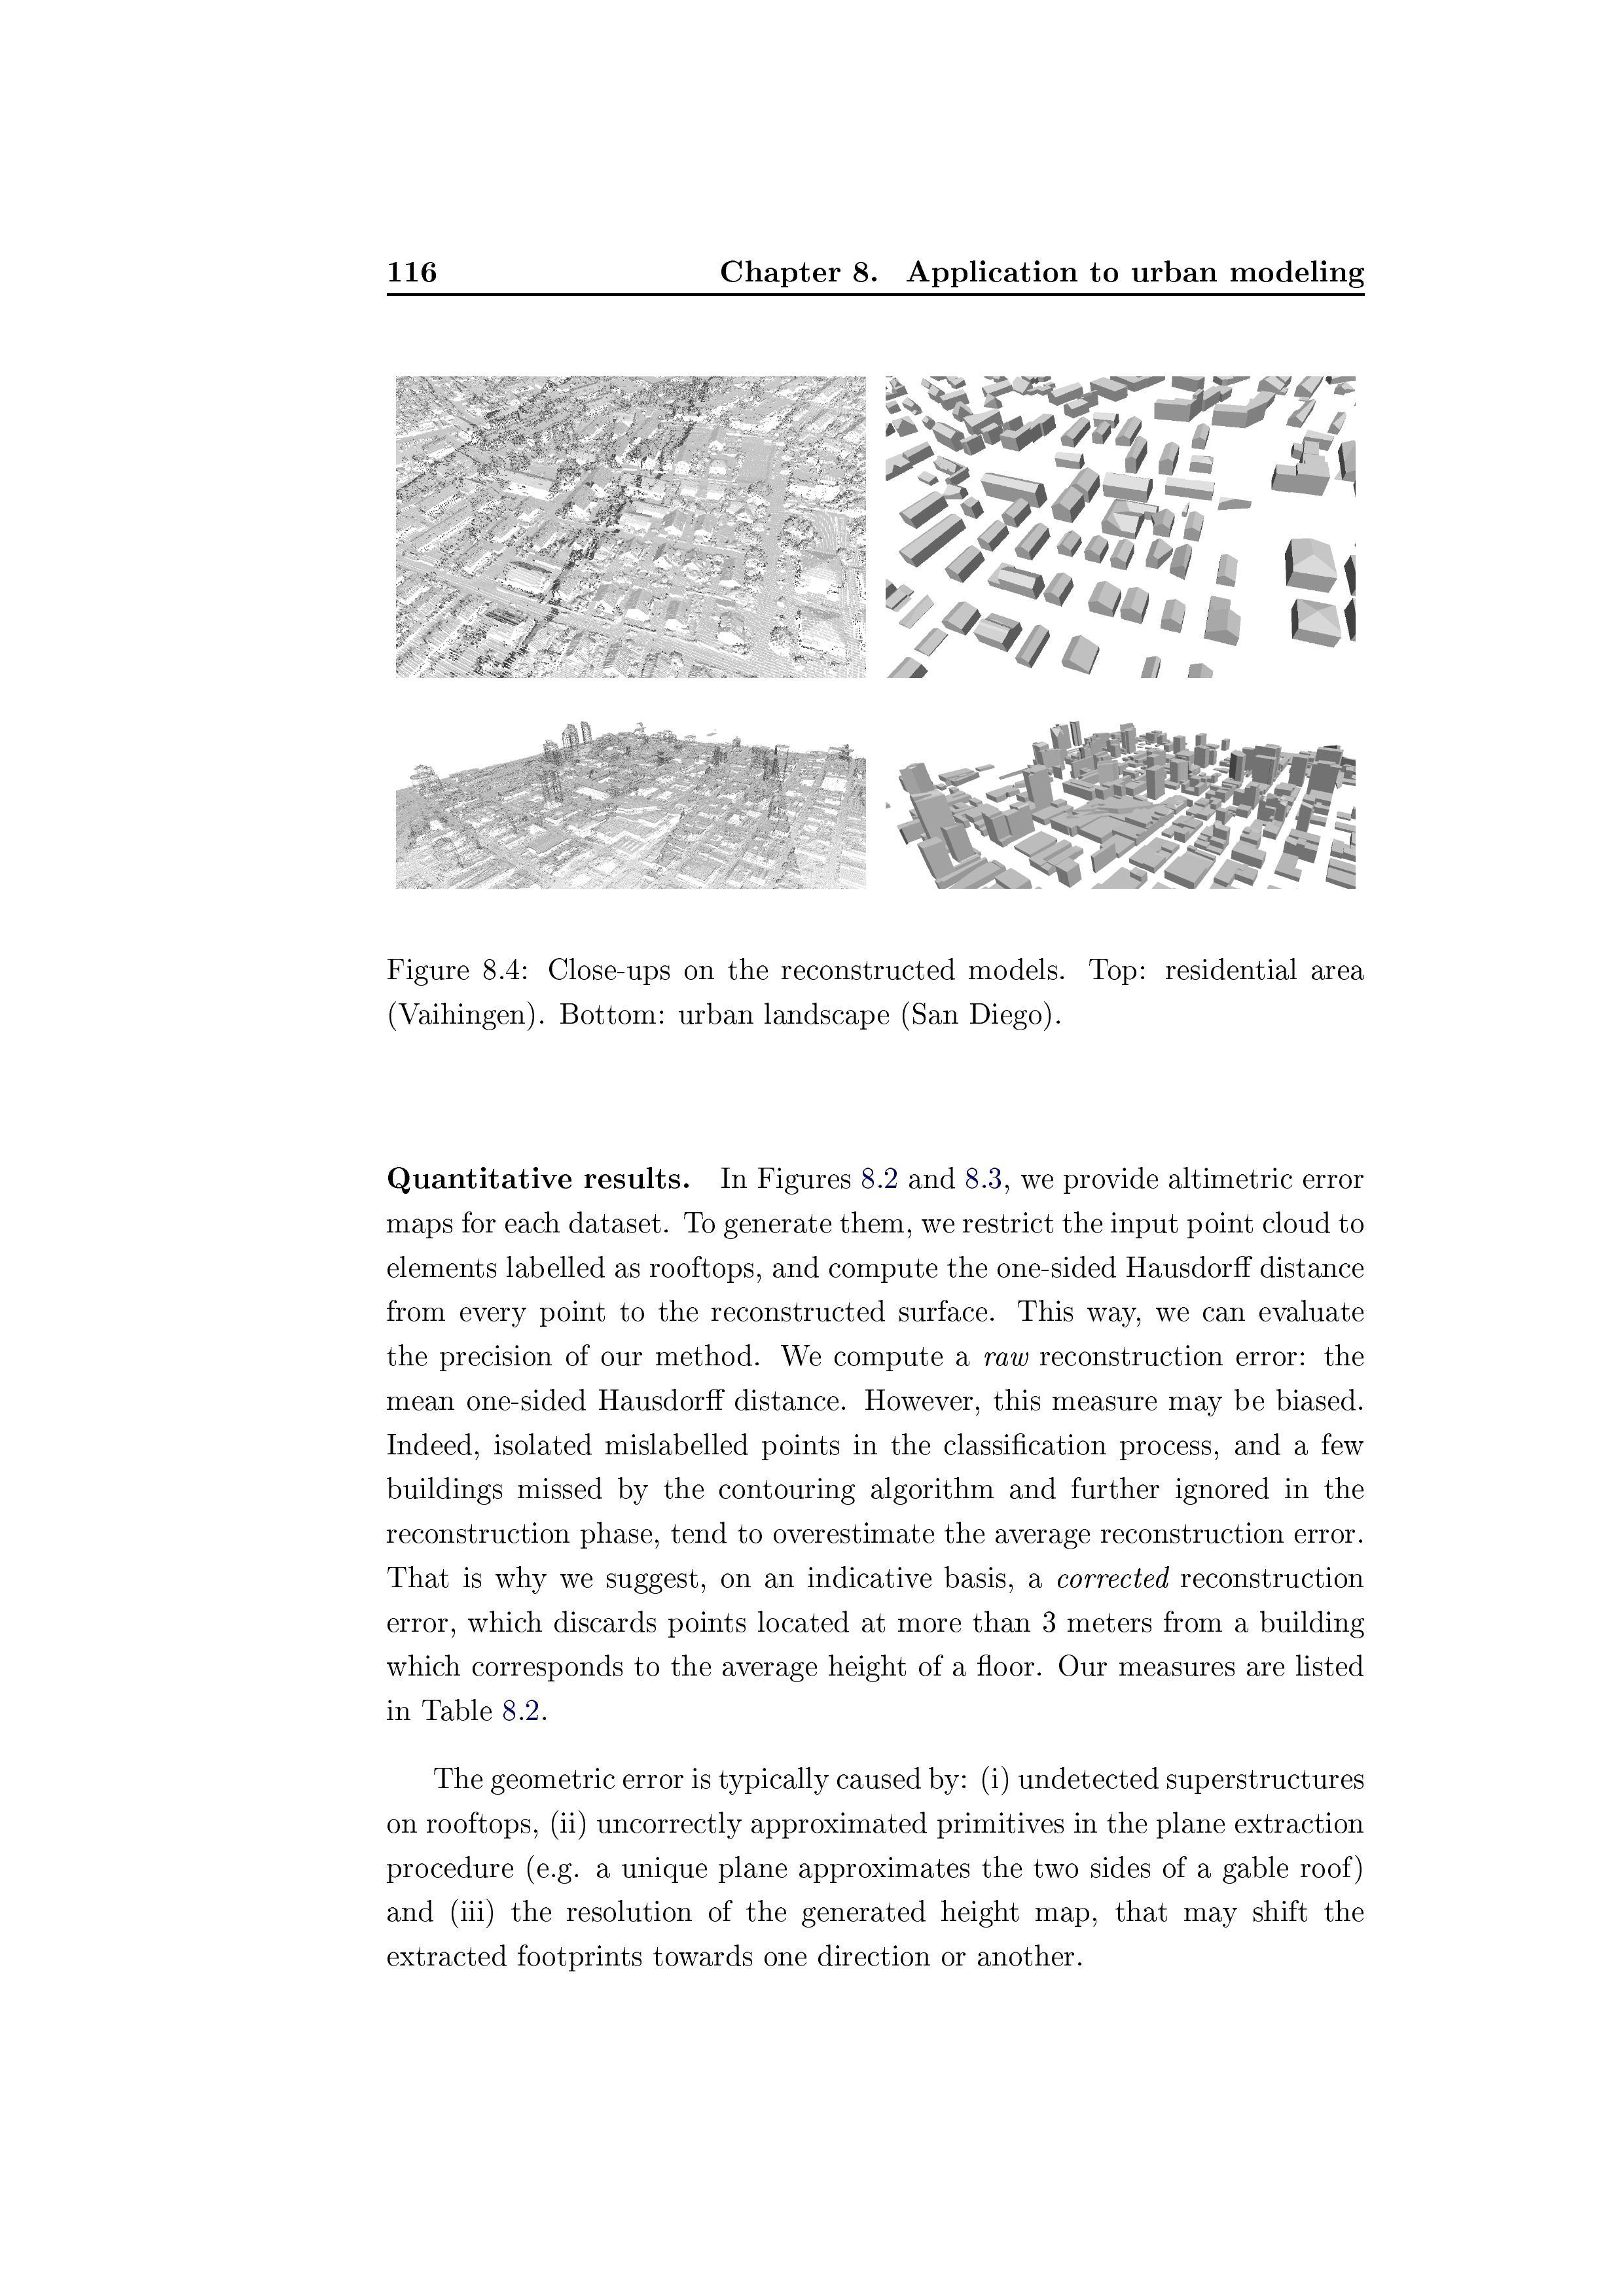 116 Chapter 8. Application to urban modeling
Figure 8.4: Close-ups on the reconstructed models. Top: residential area
(Vaihingen). Bottom: urban landscape (San Diego).
Quantitative results. In Figures 8.2 and 8.3, we provide altimetric error
maps for each dataset. To generate them, we restrict the input point cloud to
elements labelled as rooftops, and compute the one-sided Hausdorff distance
from every point to the reconstructed surface. This way, we can evaluate
the precision of our method. We compute a raw reconstruction error: the
mean one-sided Hausdorff distance. However, this measure may be biased.
Indeed, isolated mislabelled points in the classification process, and a few
buildings missed by the contouring algorithm and further ignored in the
reconstruction phase, tend to overestimate the average reconstruction error.
That is why we suggest, on an indicative basis, a corrected reconstruction
error, which discards points located at more than 3 meters from a building
which corresponds to the average height of a floor. Our measures are listed
in Table 8.2.
The geometric error is typically caused by: (i) undetected superstructures
on rooftops, (ii) uncorrectly approximated primitives in the plane extraction
procedure (e.g. a unique plane approximates the two sides of a gable roof)
and (iii) the resolution of the generated height map, that may shift the
extracted footprints towards one direction or another.